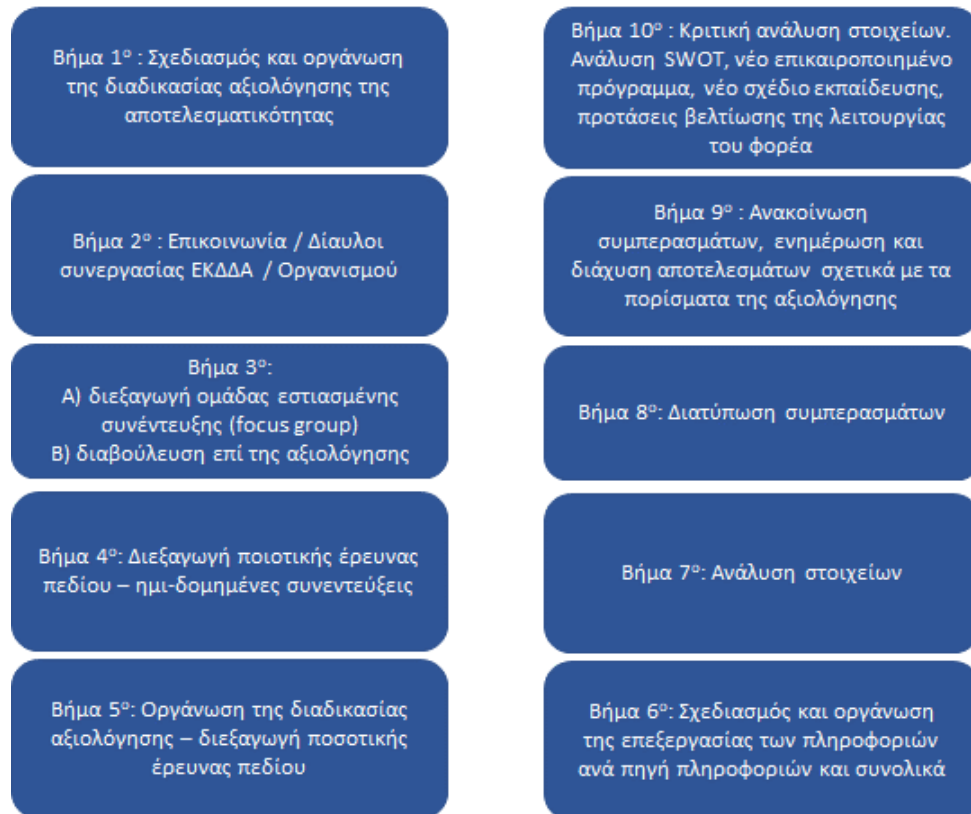 Βήμα 1ο : Σχεδιασμός και οργάνωση
της διαδικασίας αξιολόγησης της
αποτελεσματικότητας
Βήμα 2ο : Επικοινωνία / Δίαυλοι
συνεργασίας ΕΚΔΔΑ / Οργανισμού
Βήμα 3ο:
Α) διεξαγωγή ομάδας εστιασμένης
συνέντευξης (focus group)
Β) διαβούλευση επί της αξιολόγησης
Βήμα 4ο: Διεξαγωγή ποιοτικής έρευνας
πεδίου – ημι-δομημένες συνεντεύξεις
Βήμα 5ο: Οργάνωση της διαδικασίας
αξιολόγησης – διεξαγωγή ποσοτικής
έρευνας πεδίου
Βήμα 10ο : Κριτική ανάλυση στοιχείων.
Ανάλυση SWOT, νέο επικαιροποιημένο
πρόγραμμα, νέο σχέδιο εκπαίδευσης,
προτάσεις βελτίωσης της λειτουργίας
του φορέα
Βήμα 9ο : Ανακοίνωση
συμπερασμάτων, ενημέρωση και
διάχυση αποτελεσμάτων σχετικά με τα
πορίσματα της αξιολόγησης
Βήμα 8ο: Διατύπωση συμπερασμάτων
Βήμα 7ο: Ανάλυση στοιχείων
Βήμα 6ο: Σχεδιασμός και οργάνωση
της επεξεργασίας των πληροφοριών
ανά πηγή πληροφοριών και συνολικά